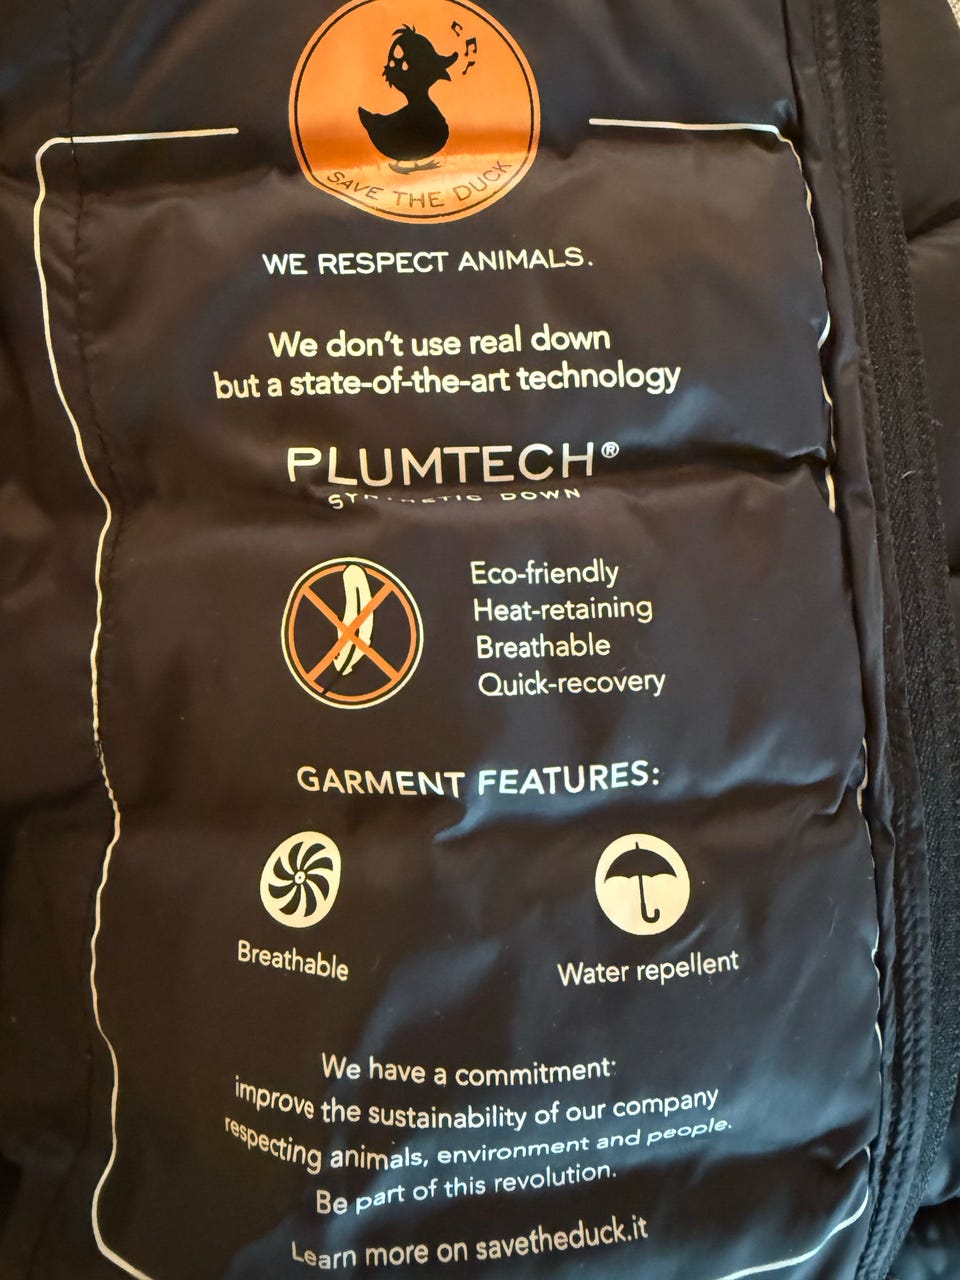 SAVE THE DUCK
WE RESPECT ANIMALS.
We don't use real down
but a state-of-the-art technology
PLUMTECH®
SYNTHETIC DOWN
Eco-friendly
Heat-retaining
Breathable
Quick-recovery
GARMENT FEATURES:
Breathable
Water repellent
We have a commitment:
improve the sustainability of our company
respecting animals, environment and people.
Be part of this revolution.
Learn more on savetheduck.it